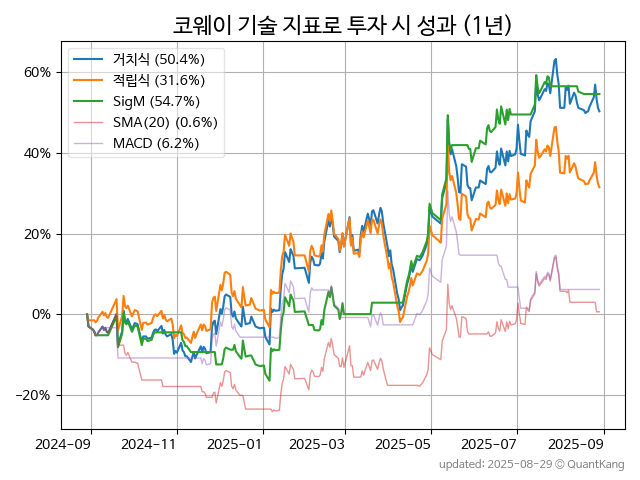 코웨이 기술 지표로 투자 시 성과 (1년)
거치식 (50.4%)
적립식 (31.6%)
SigM (54.7%)
SMA(20) (0.6%)
MACD (6.2%)
60%
40%
20%
0%
−20%
2024-09 2024-11 2025-01 2025-03 2025-05 2025-07 2025-09
updated: 2025-08-29 © QuantKang